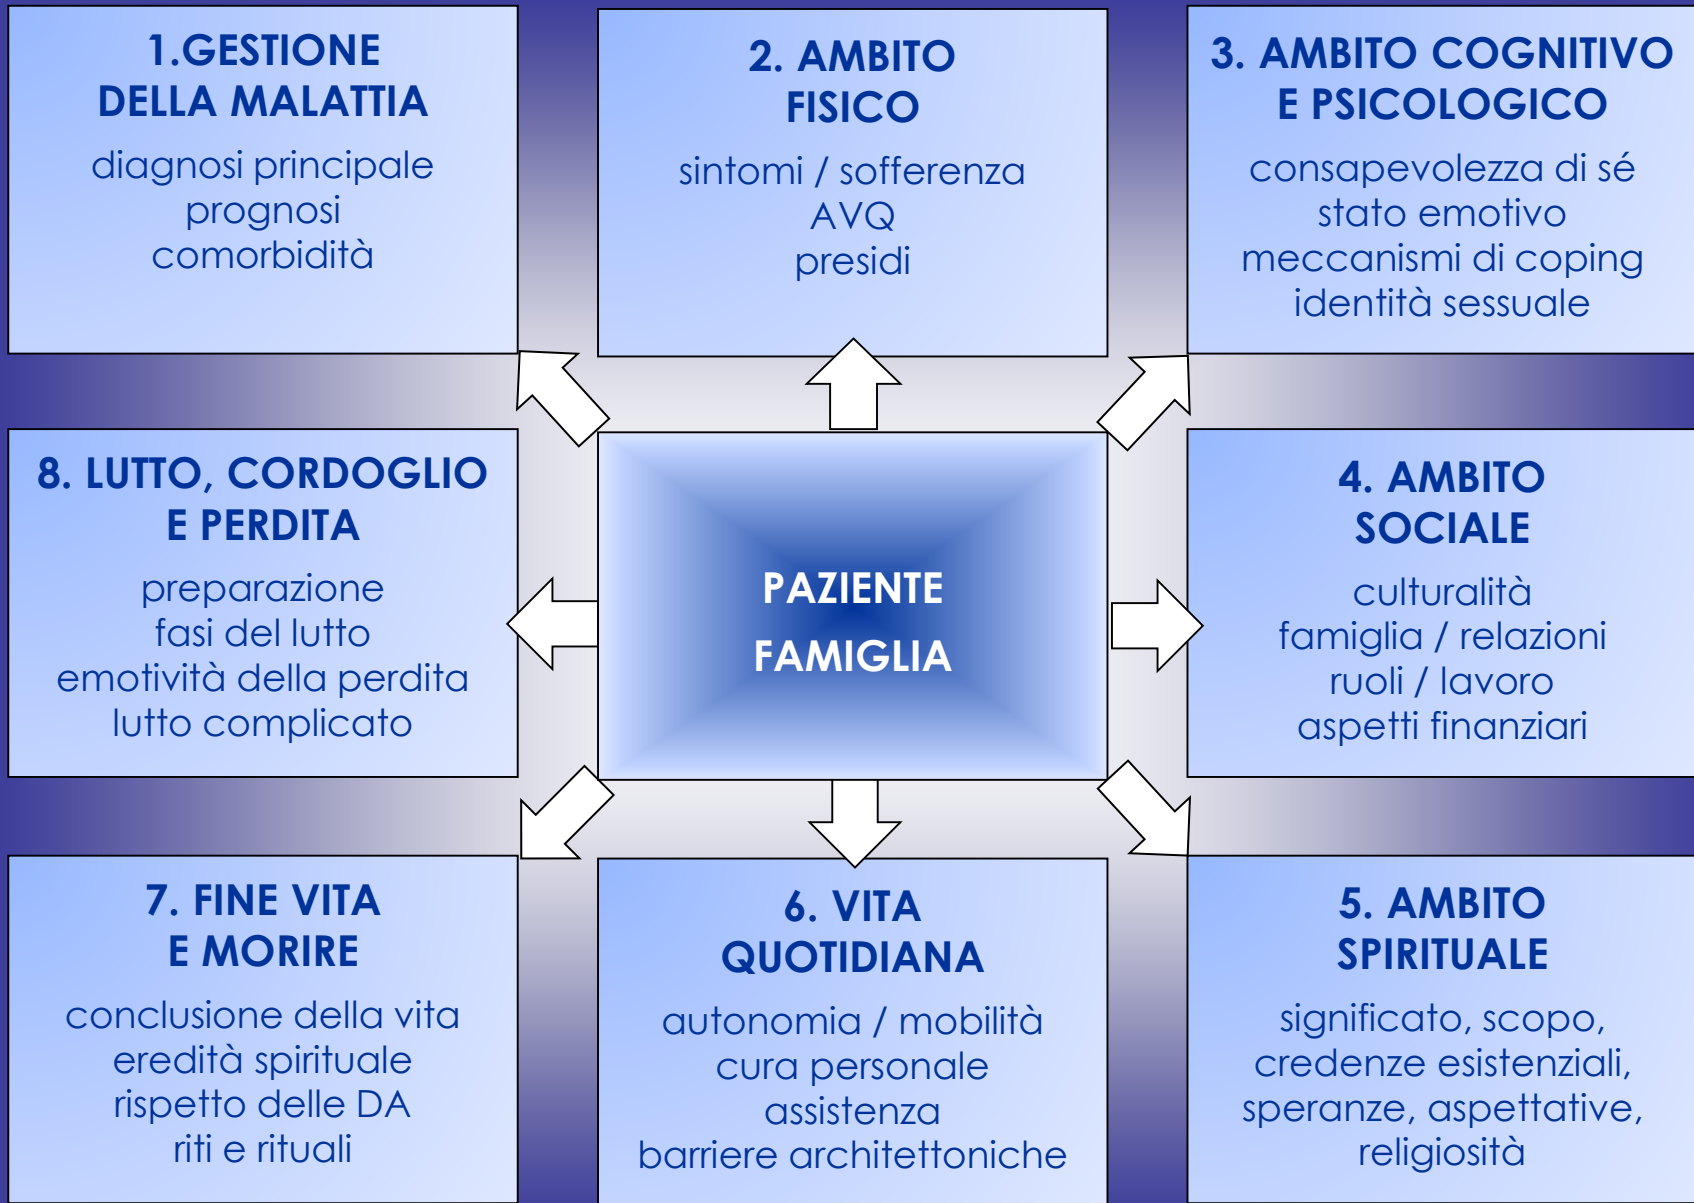 1.GESTIONE
DELLA MALATTIA
diagnosi principale
prognosi
comorbidità
2. AMBITO
FISICO
sintomi / sofferenza
AVQ
presidi
3. AMBITO COGNITIVO
E PSICOLOGICO
consapevolezza di sé
stato emotivo
meccanismi di coping
identità sessuale
8. LUTTO, CORDOGLIO
E PERDITA
preparazione
fasi del lutto
emotività della perdita
lutto complicato
PAZIENTE
FAMIGLIA
4. AMBITO
SOCIALE
culturalità
famiglia / relazioni
ruoli / lavoro
aspetti finanziari
7. FINE VITA
E MORIRE
conclusione della vita
eredità spirituale
rispetto delle DA
riti e rituali
6. VITA
QUOTIDIANA
autonomia / mobilità
cura personale
assistenza
barriere architettoniche
5. AMBITO
SPIRITUALE
significato, scopo,
credenze esistenziali,
speranze, aspettative,
religiosità